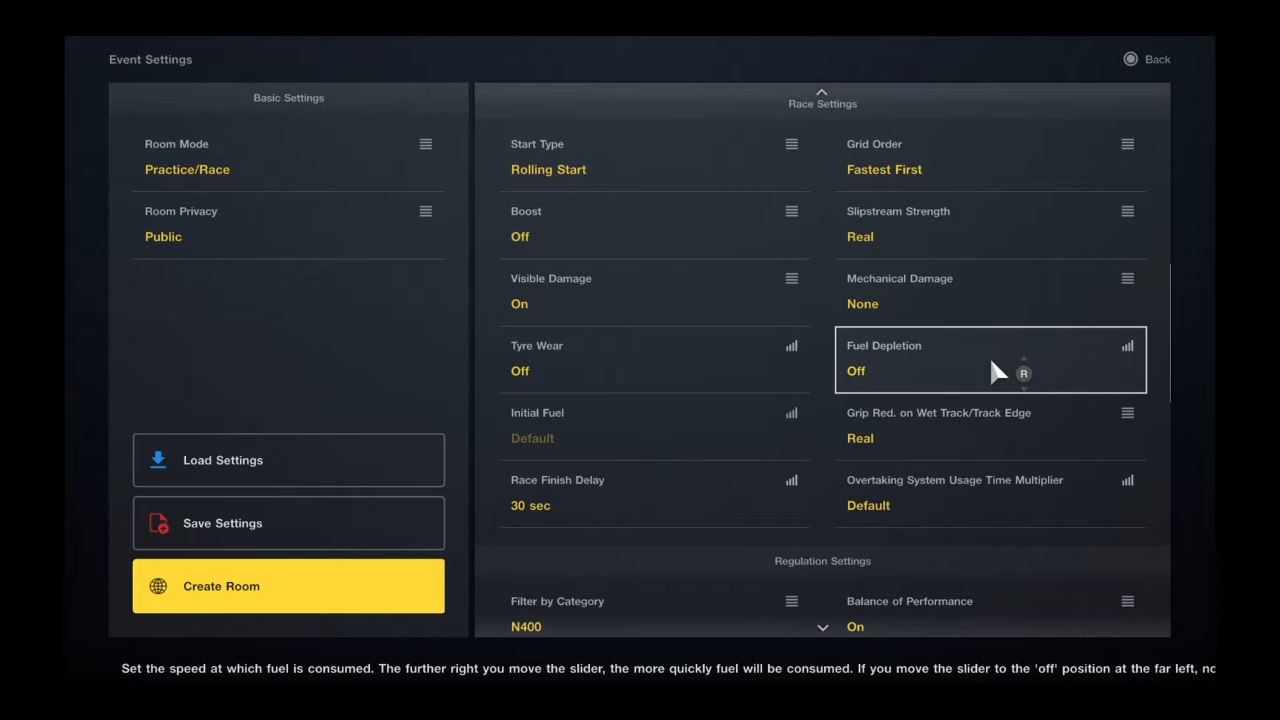 Event Settings
Back
Basic Settings
Room Mode
Practice/Race
Room Privacy
Public
Load Settings
Save Settings
Create Room
Race Settings
Start Type
Rolling Start
Grid Order
Fastest First
Boost
Off
Slipstream Strength
Real
Visible Damage
On
Mechanical Damage
None
Tyre Wear
Off
Fuel Depletion
Off
R
Initial Fuel
Default
Grip Red. on Wet Track/Track Edge
Real
Race Finish Delay
30 sec
Overtaking System Usage Time Multiplier
Default
Regulation Settings
Filter by Category
N400
Balance of Performance
On
Set the speed at which fuel is consumed. The further right you move the slider, the more quickly fuel will be consumed. If you move the slider to the 'off' position at the far left, no